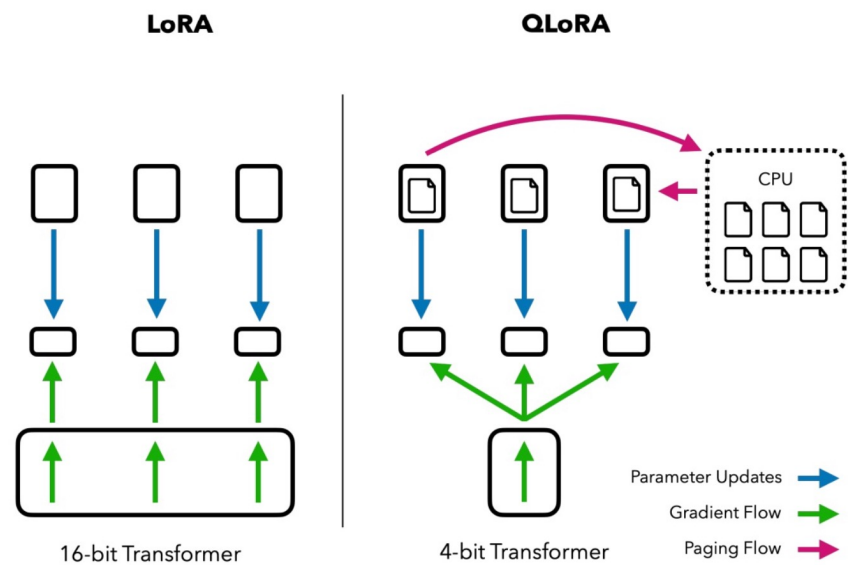 LoRA
QLoRA
CPU
16-bit Transformer
4-bit Transformer
Parameter Updates
Gradient Flow
Paging Flow